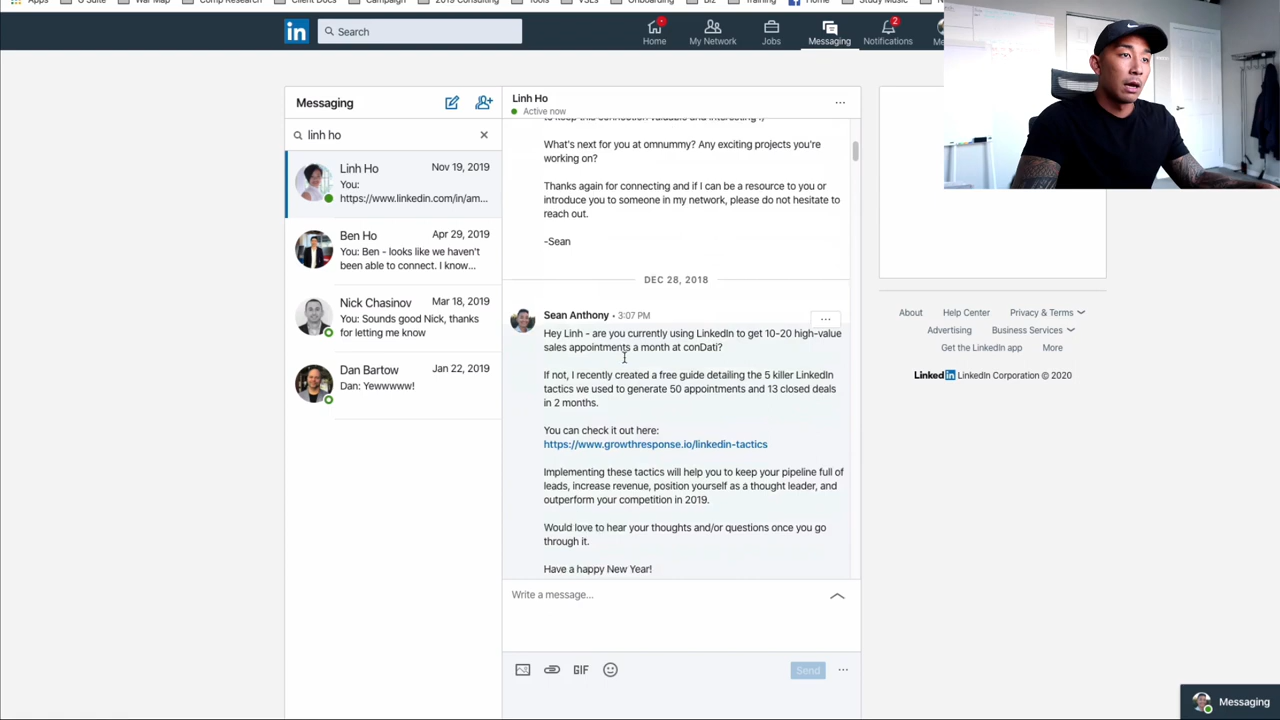 Apps
G Suite
War Map
Comp Research
Client Docs
Campaign
2019 Consulting
Tools
VSLs
Onboarding
Biz
Training
Home
Study Music
in
Search
Home
My Network
Jobs
Messaging
Notifications
2
Messaging
linh ho
Linh Ho
Nov 19, 2019
You:
https://www.linkedin.com/in/am...
Ben Ho
Apr 29, 2019
You: Ben - looks like we haven't
been able to connect. I know...
Nick Chasinov
Mar 18, 2019
You: Sounds good Nick, thanks
for letting me know
Dan Bartow
Jan 22, 2019
Dan: Yewwwww!
Linh Ho
Active now
to keep this connection valuable and interesting
What's next for you at omnummy? Any exciting projects you're
working on?
Thanks again for connecting and if I can be a resource to you or
introduce you to someone in my network, please do not hesitate to
reach out.
-Sean
DEC 28, 2018
Sean Anthony • 3:07 PM
Hey Linh - are you currently using LinkedIn to get 10-20 high-value
sales appointments a month at conDati?
If not, I recently created a free guide detailing the 5 killer LinkedIn
tactics we used to generate 50 appointments and 13 closed deals
in 2 months.
You can check it out here:
https://www.growthresponse.io/linkedin-tactics
Implementing these tactics will help you to keep your pipeline full of
leads, increase revenue, position yourself as a thought leader, and
outperform your competition in 2019.
Would love to hear your thoughts and/or questions once you go
through it.
Have a happy New Year!
Write a message...
GIF
Send
About
Help Center
Privacy & Terms
Advertising
Business Services
Get the LinkedIn app
More
LinkedIn LinkedIn Corporation © 2020
Messaging